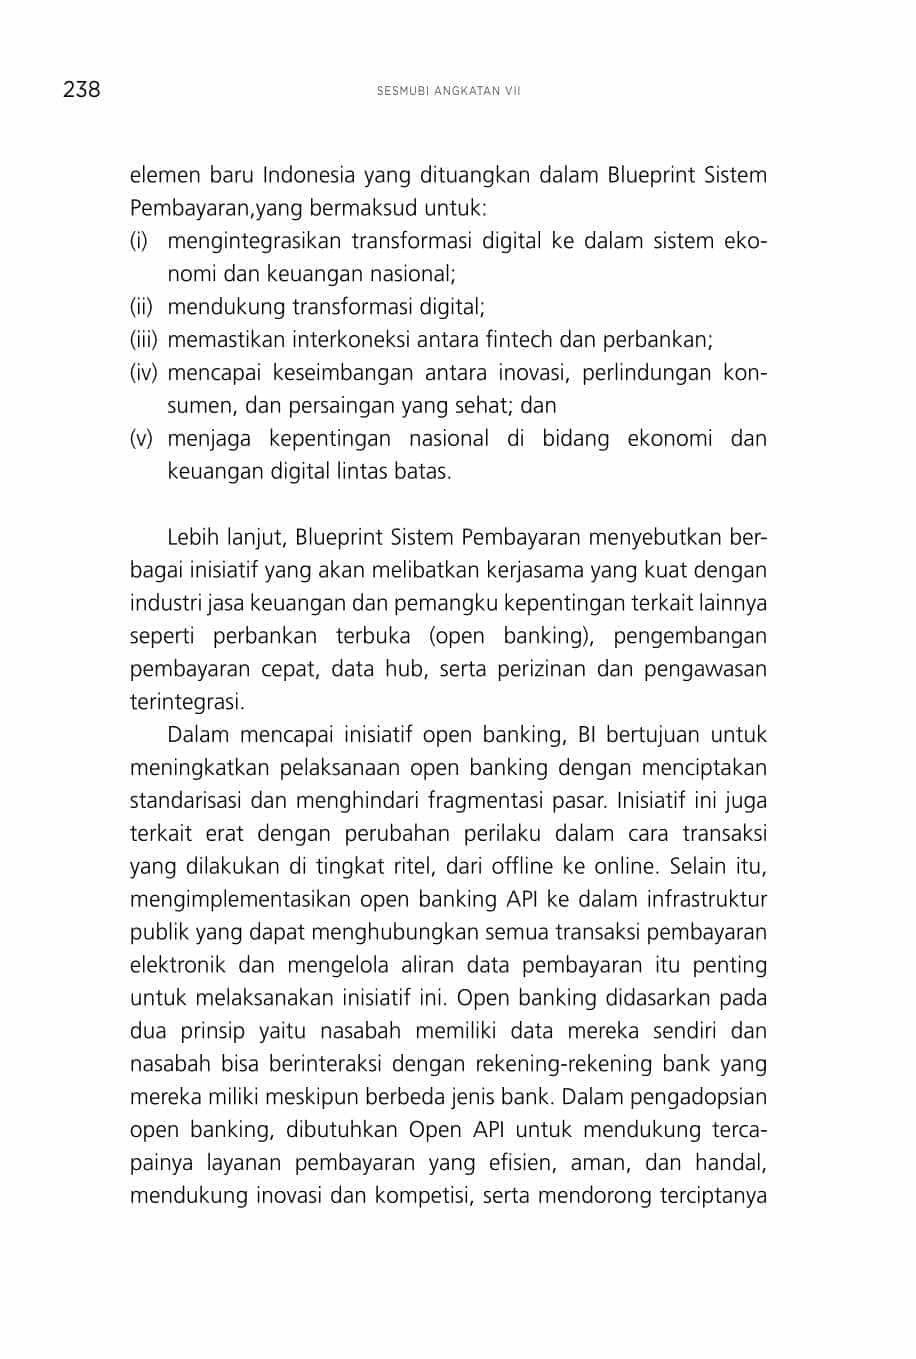 238
SESMUBI ANGKATAN VII
elemen baru Indonesia yang dituangkan dalam Blueprint Sistem
Pembayaran,yang bermaksud untuk:
(i) mengintegrasikan transformasi digital ke dalam sistem eko-
nomi dan keuangan nasional;
(ii) mendukung transformasi digital;
(iii) memastikan interkoneksi antara fintech dan perbankan;
(iv) mencapai keseimbangan antara inovasi, perlindungan kon-
sumen, dan persaingan yang sehat; dan
(v) menjaga kepentingan nasional di bidang ekonomi dan
keuangan digital lintas batas.
Lebih lanjut, Blueprint Sistem Pembayaran menyebutkan ber-
bagai inisiatif yang akan melibatkan kerjasama yang kuat dengan
industri jasa keuangan dan pemangku kepentingan terkait lainnya
seperti perbankan terbuka (open banking), pengembangan
pembayaran cepat, data hub, serta perizinan dan pengawasan
terintegrasi.
Dalam mencapai inisiatif open banking, BI bertujuan untuk
meningkatkan pelaksanaan open banking dengan menciptakan
standarisasi dan menghindari fragmentasi pasar. Inisiatif ini juga
terkait erat dengan perubahan perilaku dalam cara transaksi
yang dilakukan di tingkat ritel, dari offline ke online. Selain itu,
mengimplementasikan open banking API ke dalam infrastruktur
publik yang dapat menghubungkan semua transaksi pembayaran
elektronik dan mengelola aliran data pembayaran itu penting
untuk melaksanakan inisiatif ini. Open banking didasarkan pada
dua prinsip yaitu nasabah memiliki data mereka sendiri dan
nasabah bisa berinteraksi dengan rekening-rekening bank yang
mereka miliki meskipun berbeda jenis bank. Dalam pengadopsian
open banking, dibutuhkan Open API untuk mendukung terca-
painya layanan pembayaran yang efisien, aman, dan handal,
mendukung inovasi dan kompetisi, serta mendorong terciptanya